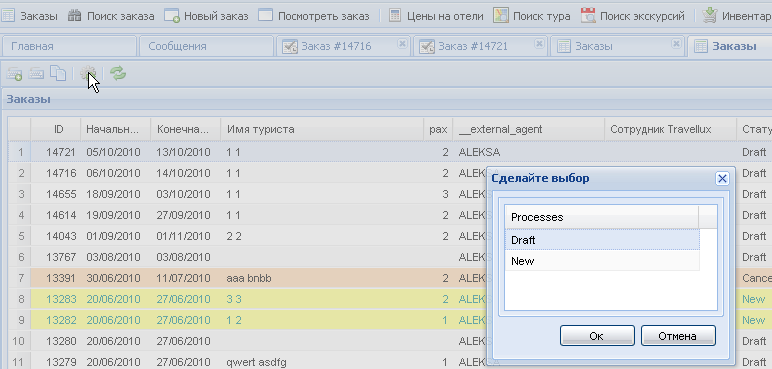 Заказы Поиск заказа Новый заказ Посмотреть заказ Цены на отели Поиск тура Поиск экскурсий Инвентар
Главная Сообщения Заказ #14716 Заказ #14721 Заказы Заказы
Заказы
ID Начальн... Конечна... Имя туриста pax __external_agent Сотрудник Travellux Стату
1 14721 05/10/2010 13/10/2010 1 1 2 ALEKSA Draft
2 14716 06/10/2010 14/10/2010 1 1 2 ALEKSA Draft
3 14655 18/09/2010 03/10/2010 1 1 3 ALEK Draft
4 14614 19/09/2010 27/09/2010 1 1 2 ALEK Draft
5 14043 01/09/2010 01/11/2010 2 2 2 ALEK Draft
6 13767 03/08/2010 03/08/2010 ALEK Draft
7 13391 30/06/2010 11/07/2010 aaa bnbb 2 ALEK Cance
8 13283 20/06/2010 27/06/2010 3 3 2 ALEK New
9 13282 20/06/2010 27/06/2010 1 2 1 ALEK New
10 13280 20/06/2010 27/06/2010 ALEK Draft
11 13279 20/06/2010 27/06/2010 qwert asdfg 1 ALEKSA Draft
Сделайте выбор
Processes
Draft
New
Ок Отмена